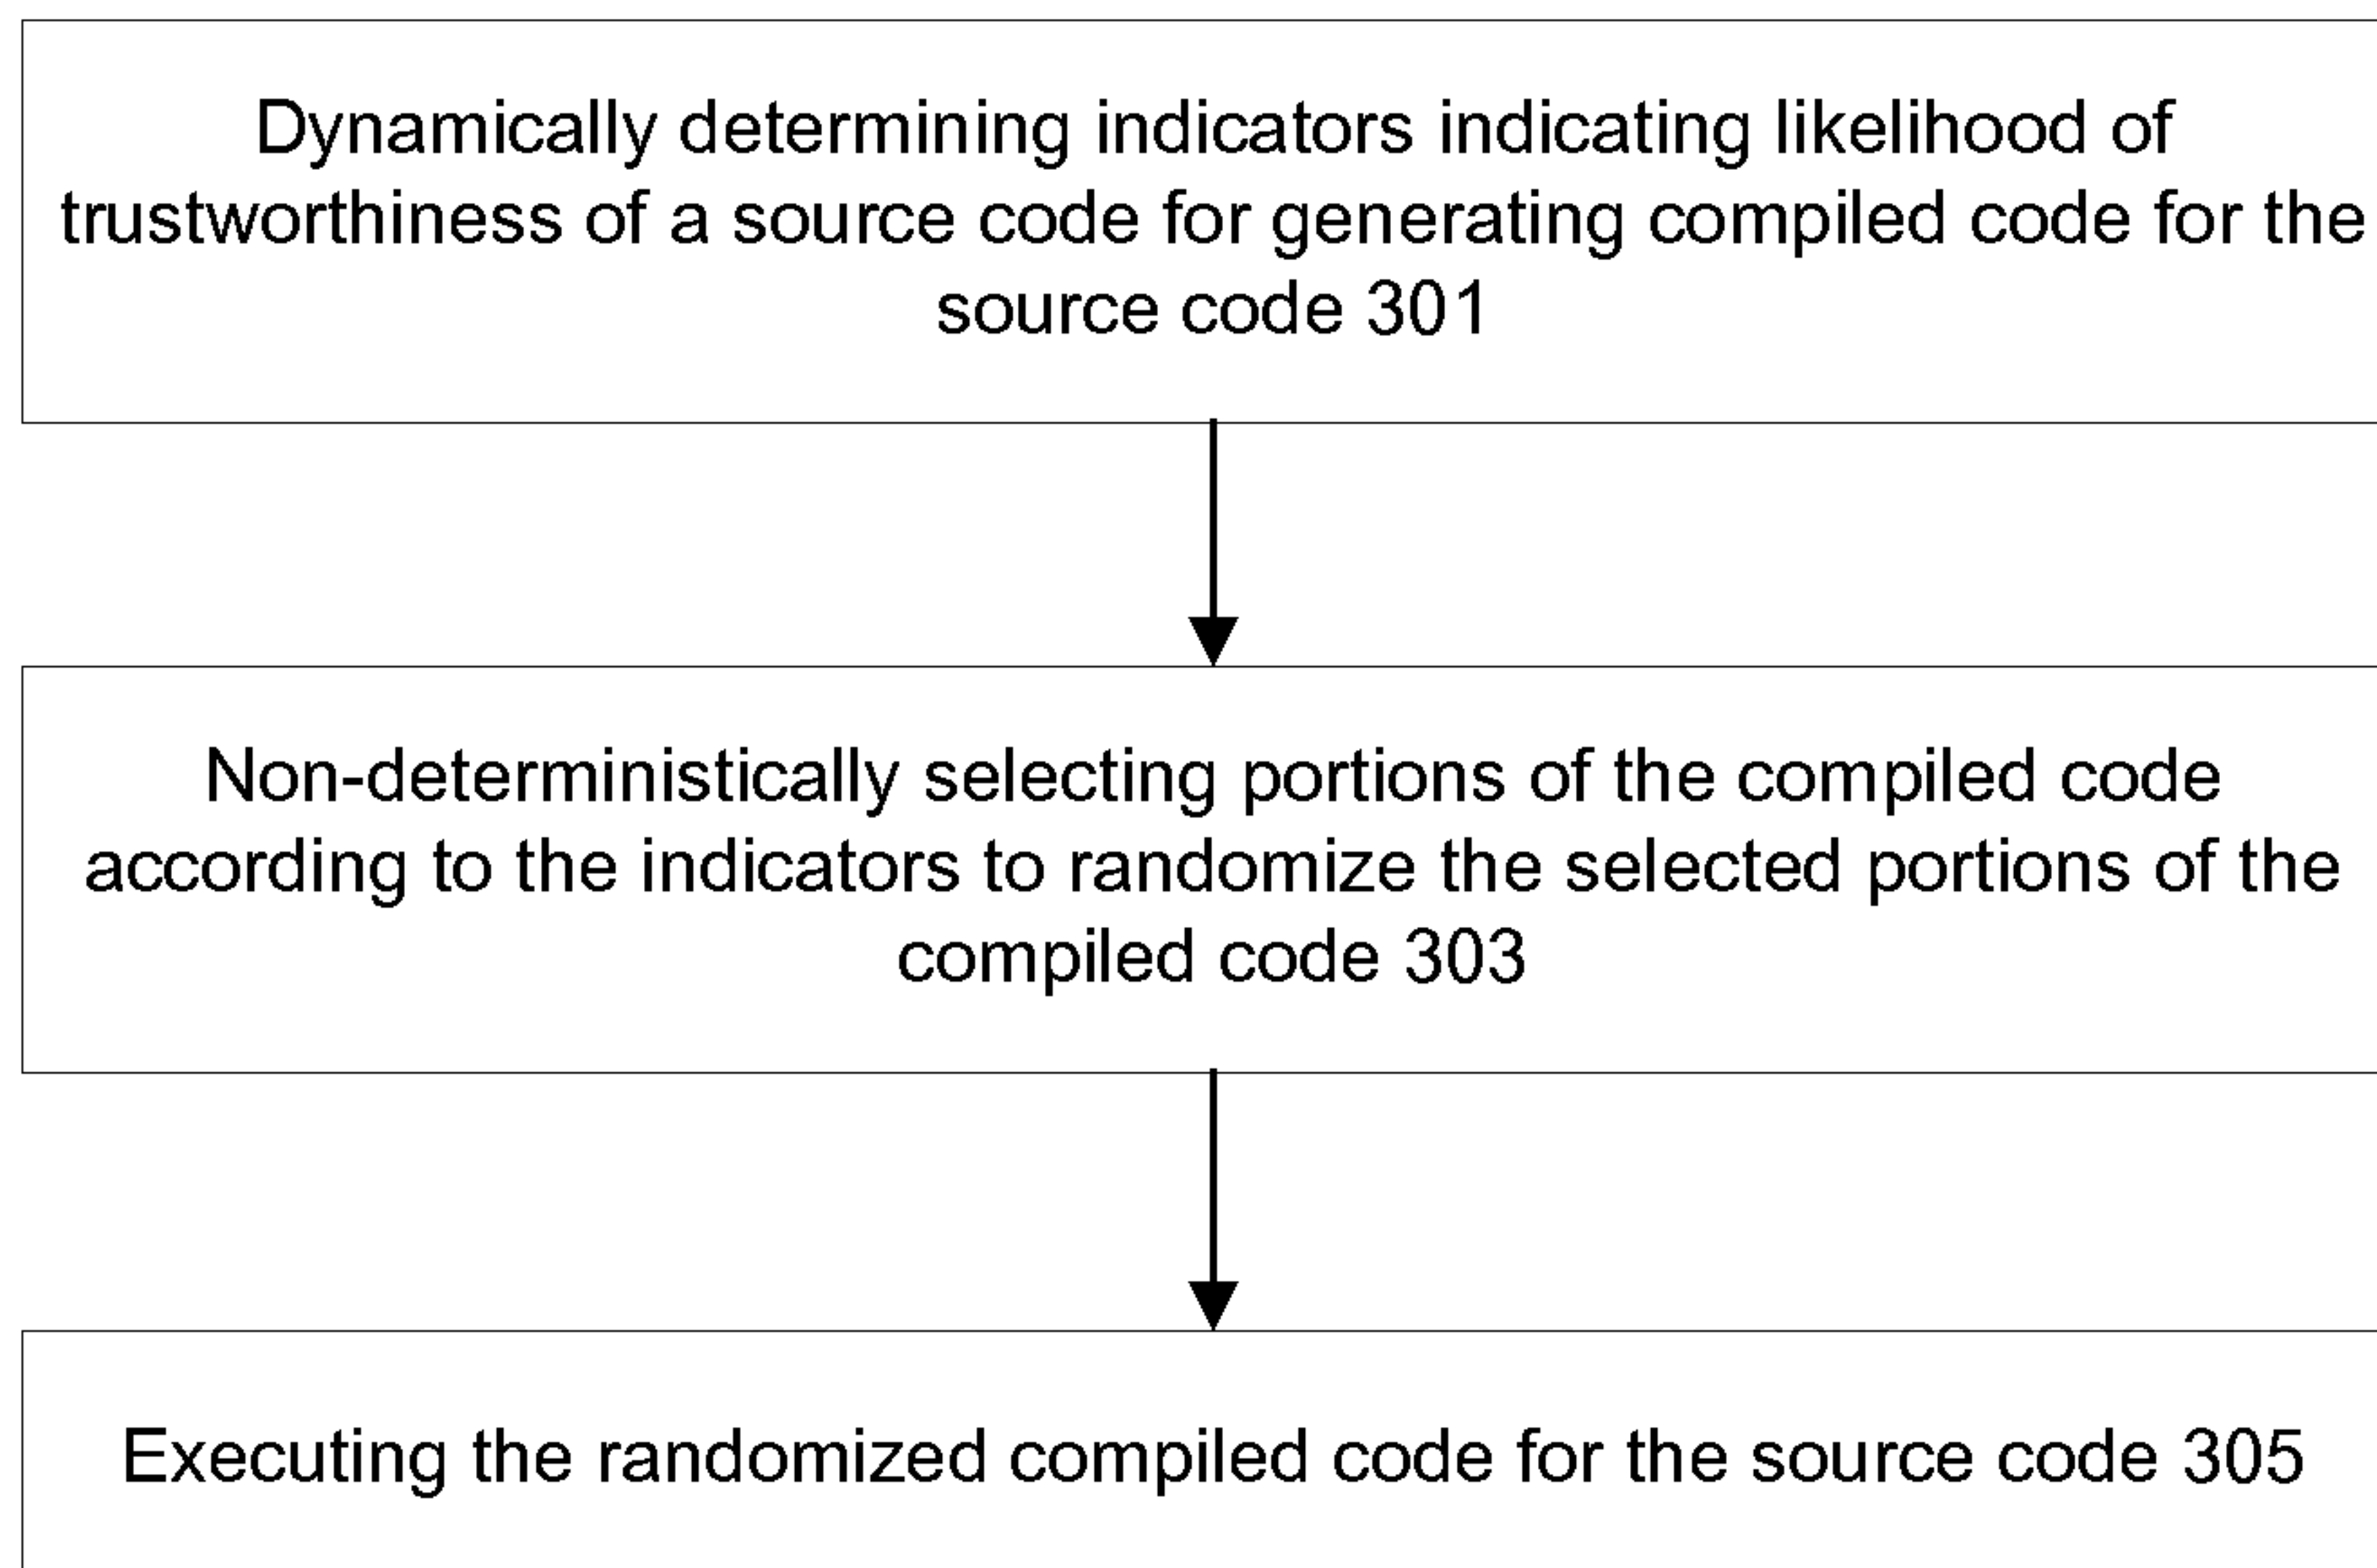 Dynamically determining indicators indicating likelihood of
trustworthiness of a source code for generating compiled code for the
source code 301
Non-deterministically selecting portions of the compiled code
according to the indicators to randomize the selected portions of the
compiled code 303
Executing the randomized compiled code for the source code 305